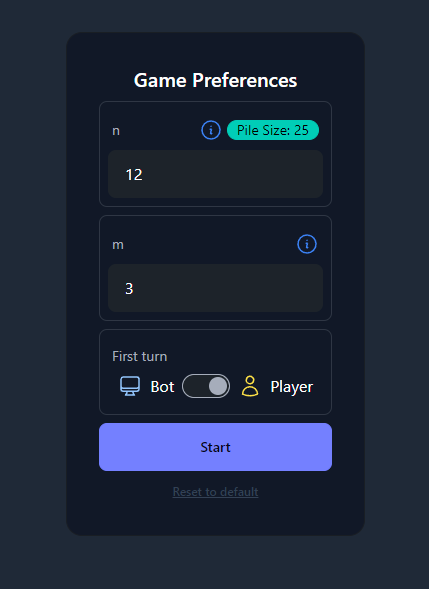 Game Preferences
n
Pile Size: 25
12
m
3
First turn
Bot Player
Start
Reset to default